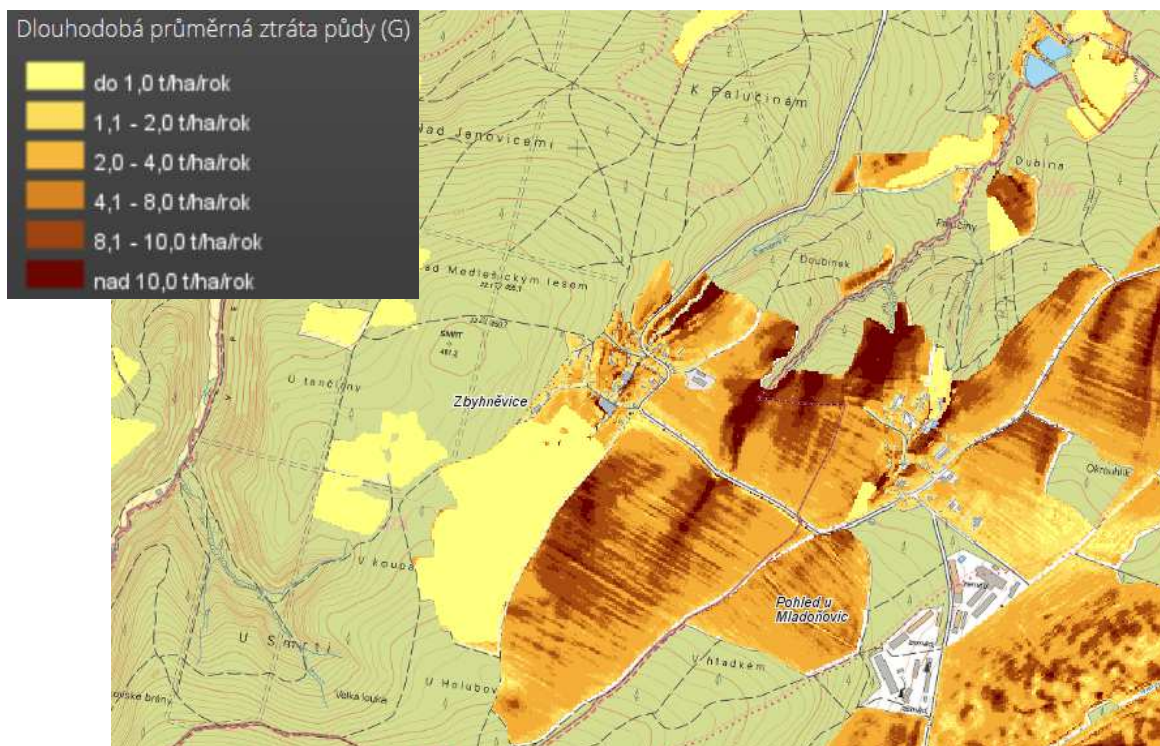 Dlouhodobá průměrná ztráta půdy (G)
do 1,0 t/ha/rok
1,1 - 2,0 t/ha/rok
2,0 - 4,0 t/ha/rok
4,1 - 8,0 t/ha/rok
8,1 - 10,0 t/ha/rok
nad 10,0 t/ha/rok
K Palučinám
Nad Janovicemi
Dubina
Palučiny
Doubínek
Medlešickým lesem
SMRT
U tančírny
Zbyhněvice
Okrouhlík
V koupa
Pohled u
Mladoňovic
U Smrti
V hladkém
U Holubov
Velká louka